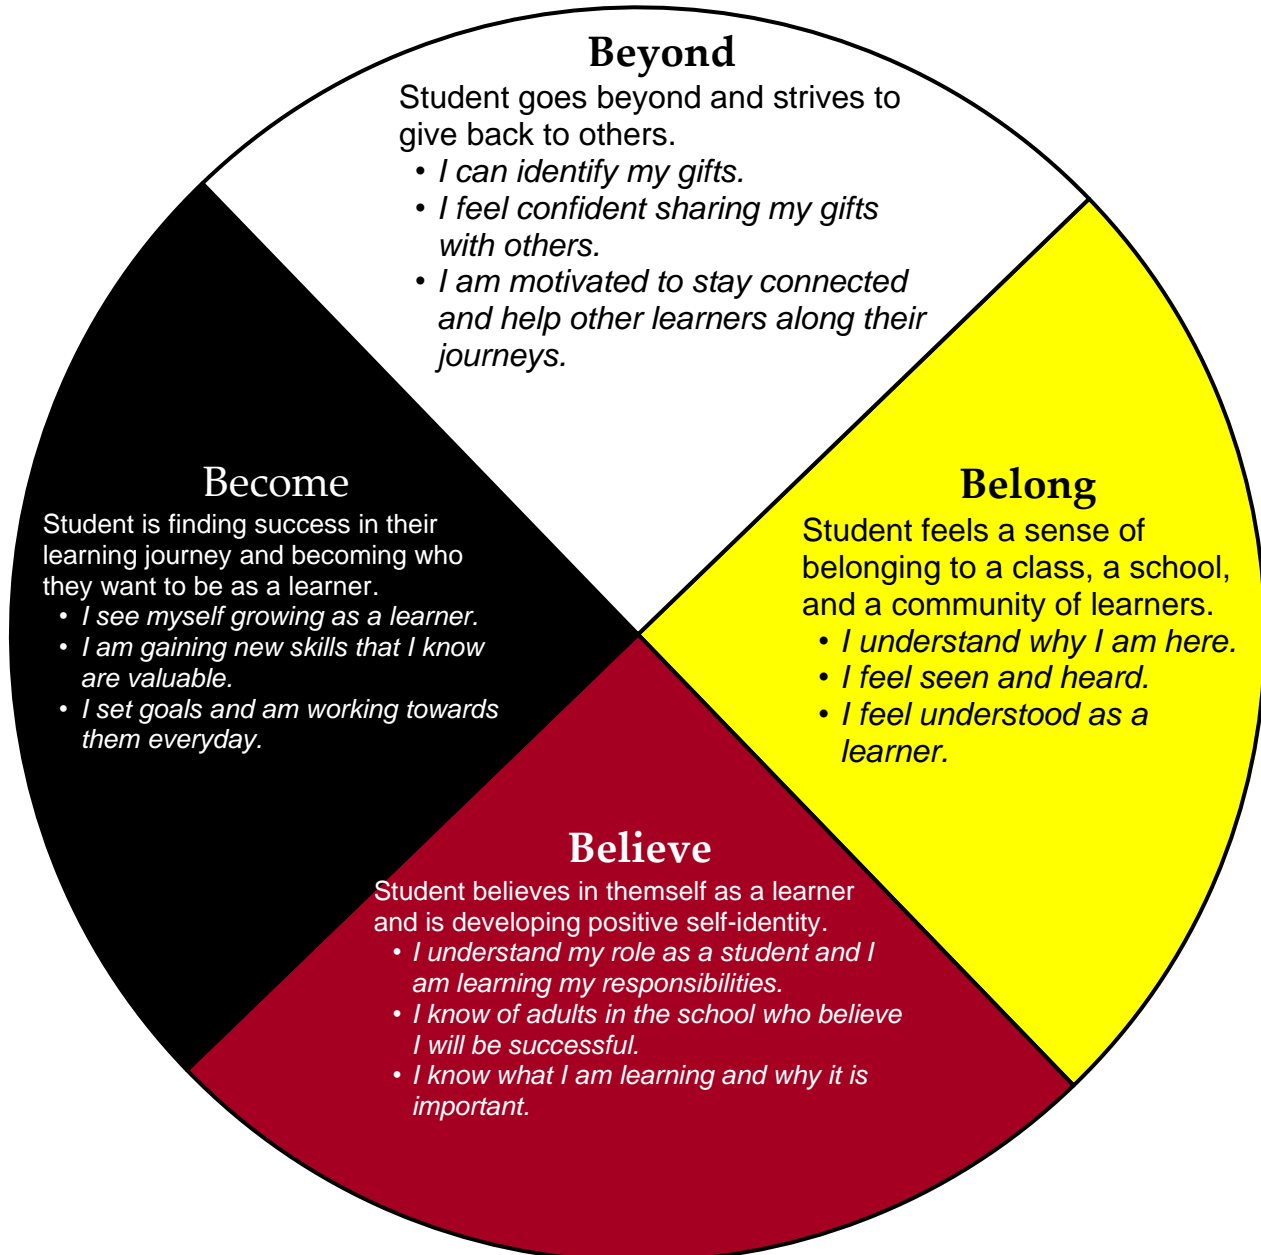 Beyond
Student goes beyond and strives to
give back to others.
• I can identify my gifts.
• I feel confident sharing my gifts
with others.
• I am motivated to stay connected
and help other learners along their
journeys.
Belong
Student feels a sense of
belonging to a class, a school,
and a community of learners.
• I understand why I am here.
• I feel seen and heard.
• I feel understood as a
learner.
Believe
Student believes in themself as a learner
and is developing positive self-identity.
• I understand my role as a student and I
am learning my responsibilities.
• I know of adults in the school who believe
I will be successful.
• I know what I am learning and why it is
important.
Become
Student is finding success in their
learning journey and becoming who
they want to be as a learner.
• I see myself growing as a learner.
• I am gaining new skills that I know
are valuable.
• I set goals and am working towards
them everyday.